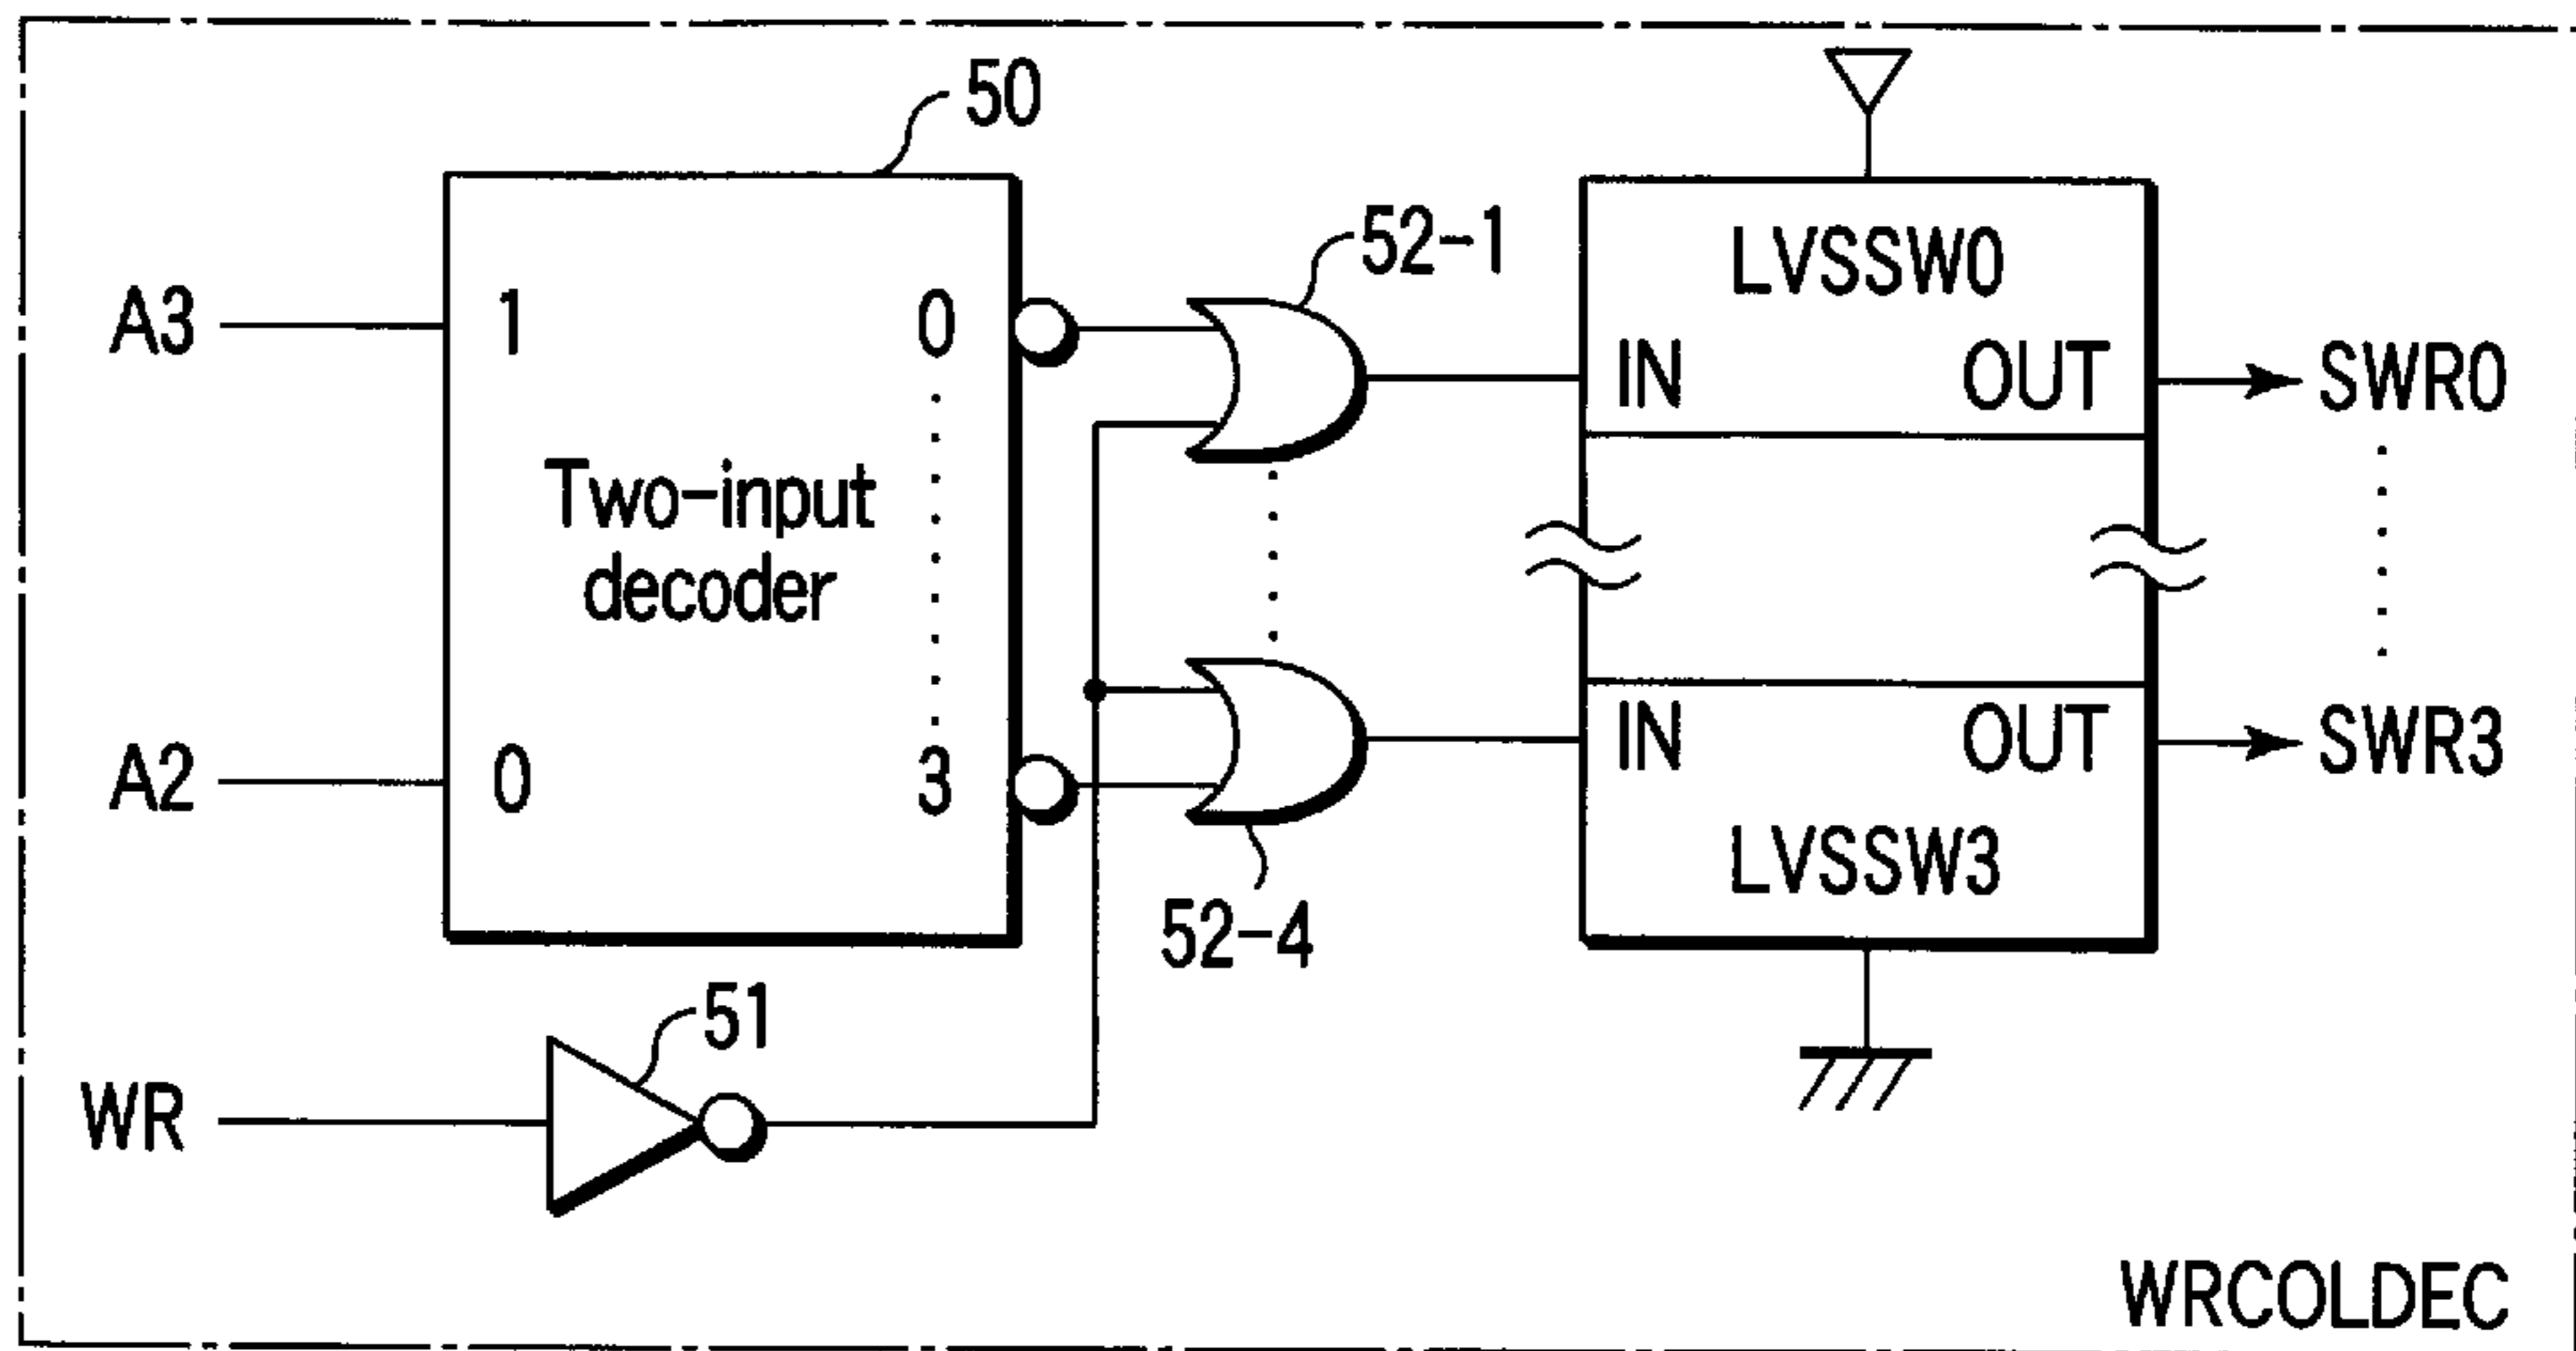 50
52-1
A3
1
0
LVSSW0
IN
OUT
SWR0
Two-input
decoder
A2
0
3
IN
OUT
SWR3
LVSSW3
52-4
51
WR
WRCOLDEC